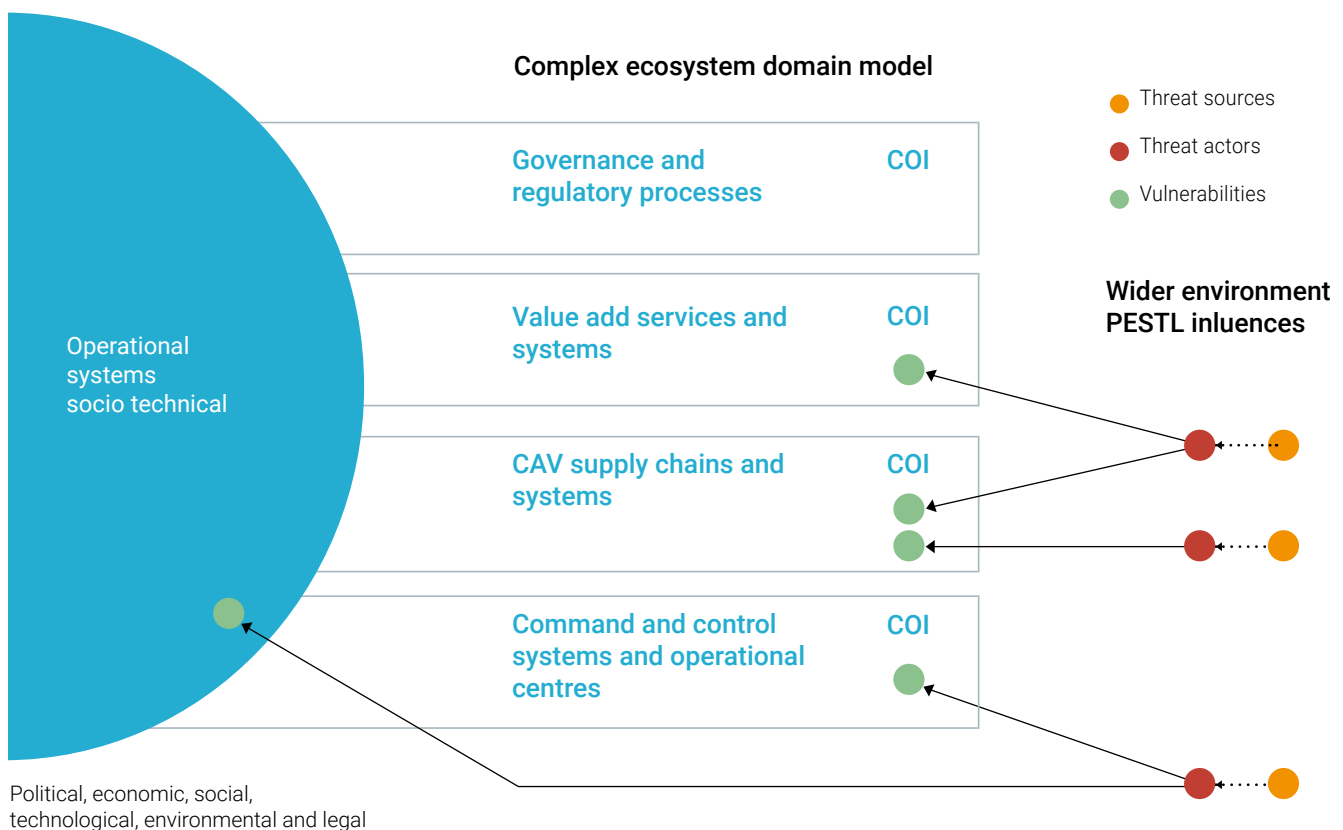 Complex ecosystem domain model
Threat sources
Threat actors
Vulnerabilities
Governance and
regulatory processes
COI
Wider environment
PESTL inluences
Value add services and
systems
COI
Operational
systems
socio technical
CAV supply chains and
systems
COI
Command and control
systems and operational
centres
COI
Political, economic, social,
technological, environmental and legal